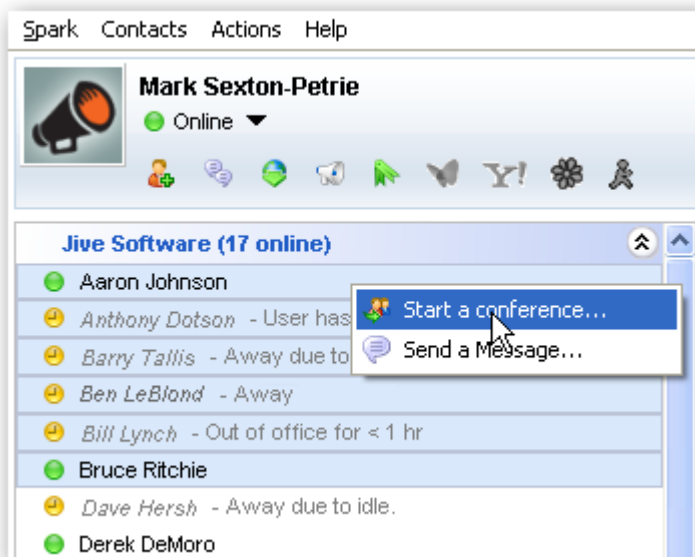 Spark Contacts Actions Help
Mark Sexton-Petrie
Online
Y!
Jive Software (17 online)
Aaron Johnson
Start a conference...
Anthony Dotson - User has
Send a Message...
Barry Tallis - Away due to
Ben LeBlond - Away
Bill Lynch - Out of office for < 1 hr
Bruce Ritchie
Dave Hersh - Away due to idle.
Derek DeMoro